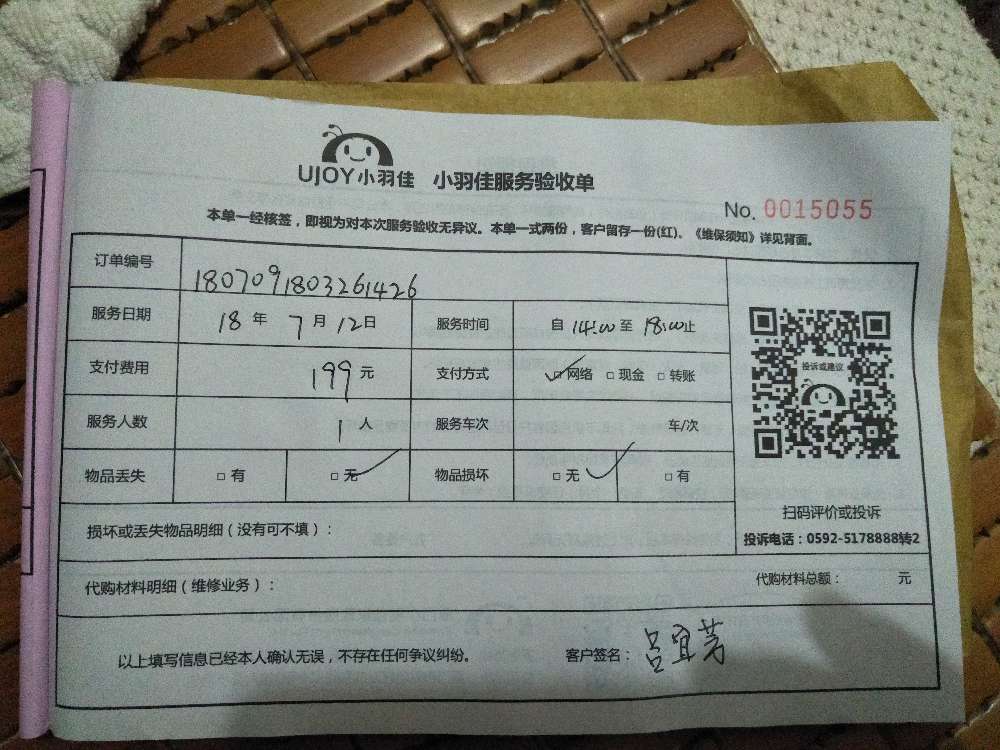 UJOY小羽佳 小羽佳服务验收单
No. 0015055
本单一经核签，即视为对本次服务验收无异议。本单一式两份，客户留存一份(红)、《维保须知》详见背面。
订单编号 1807091803261426
服务日期 18 年 7 月 12 日 服务时间 自 14:00 至 18:00 止
支付费用 199 元 支付方式 ☑ 网络 □ 现金 □ 转账
服务人数 1 人 服务车次 车/次
物品丢失 □ 有 □ 无 ✓ 物品损坏 □ 无 ✓ □ 有
投诉或建议
扫码评价或投诉
投诉电话：0592-5178888转2
损坏或丢失物品明细（没有可不填）：
代购材料明细（维修业务）： 代购材料总额： 元
以上填写信息已经本人确认无误，不存在任何争议纠纷。 客户签名：吕宜芳